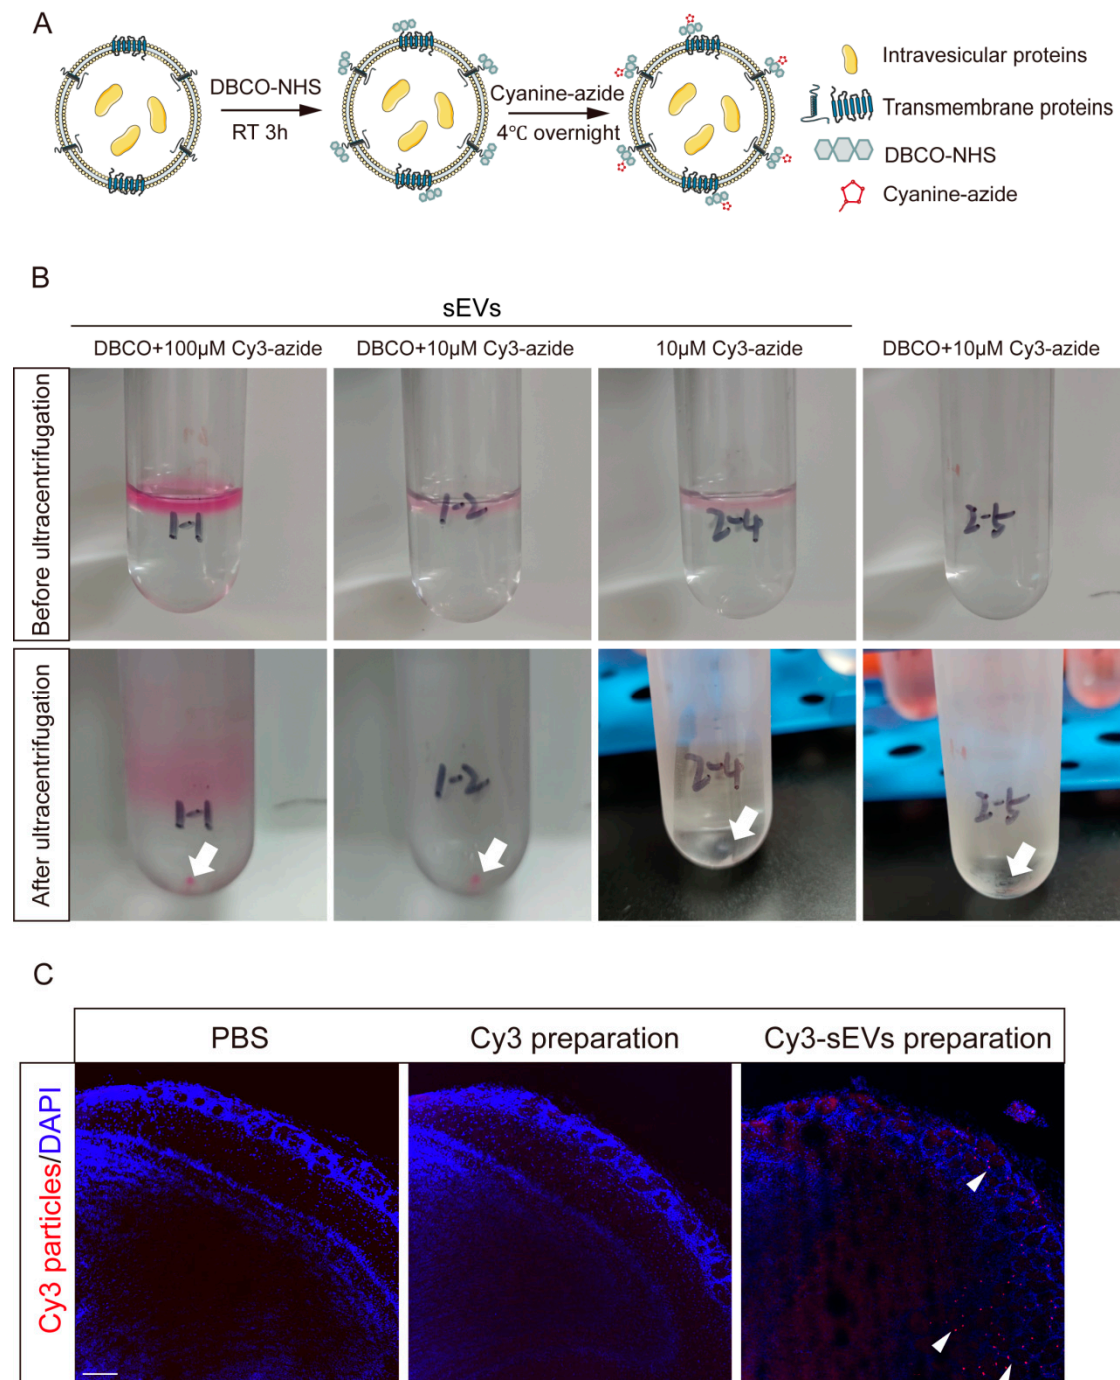 A
DBCO-NHS
RT 3h
Cyanine-azide
4℃ overnight
Intravesicular proteins
Transmembrane proteins
DBCO-NHS
Cyanine-azide
B
sEVs
DBCO+100μM Cy3-azide
DBCO+10μM Cy3-azide
10μM Cy3-azide
DBCO+10μM Cy3-azide
Before ultracentrifugation
1-1
1-2
2-4
2-5
After ultracentrifugation
1-1
1-2
2-4
2-5
C
PBS
Cy3 preparation
Cy3-sEVs preparation
Cy3 particles/DAPI